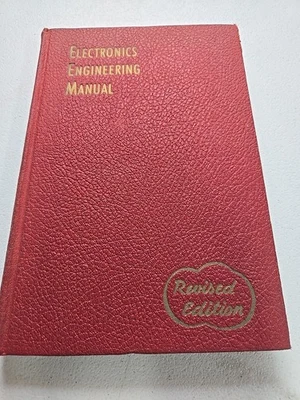 ELECTRONICS
ENGINEERING
MANUAL
Revised
Edition